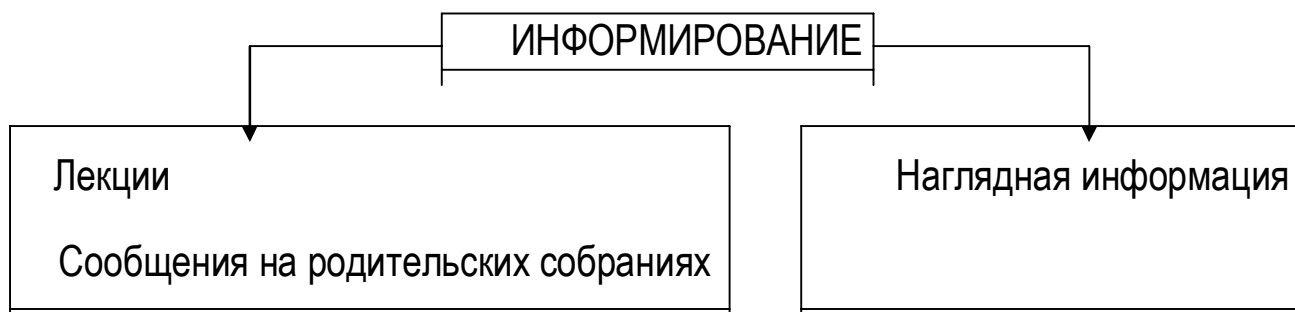 ИНФОРМИРОВАНИЕ
Лекции
Сообщения на родительских собраниях
Наглядная информация